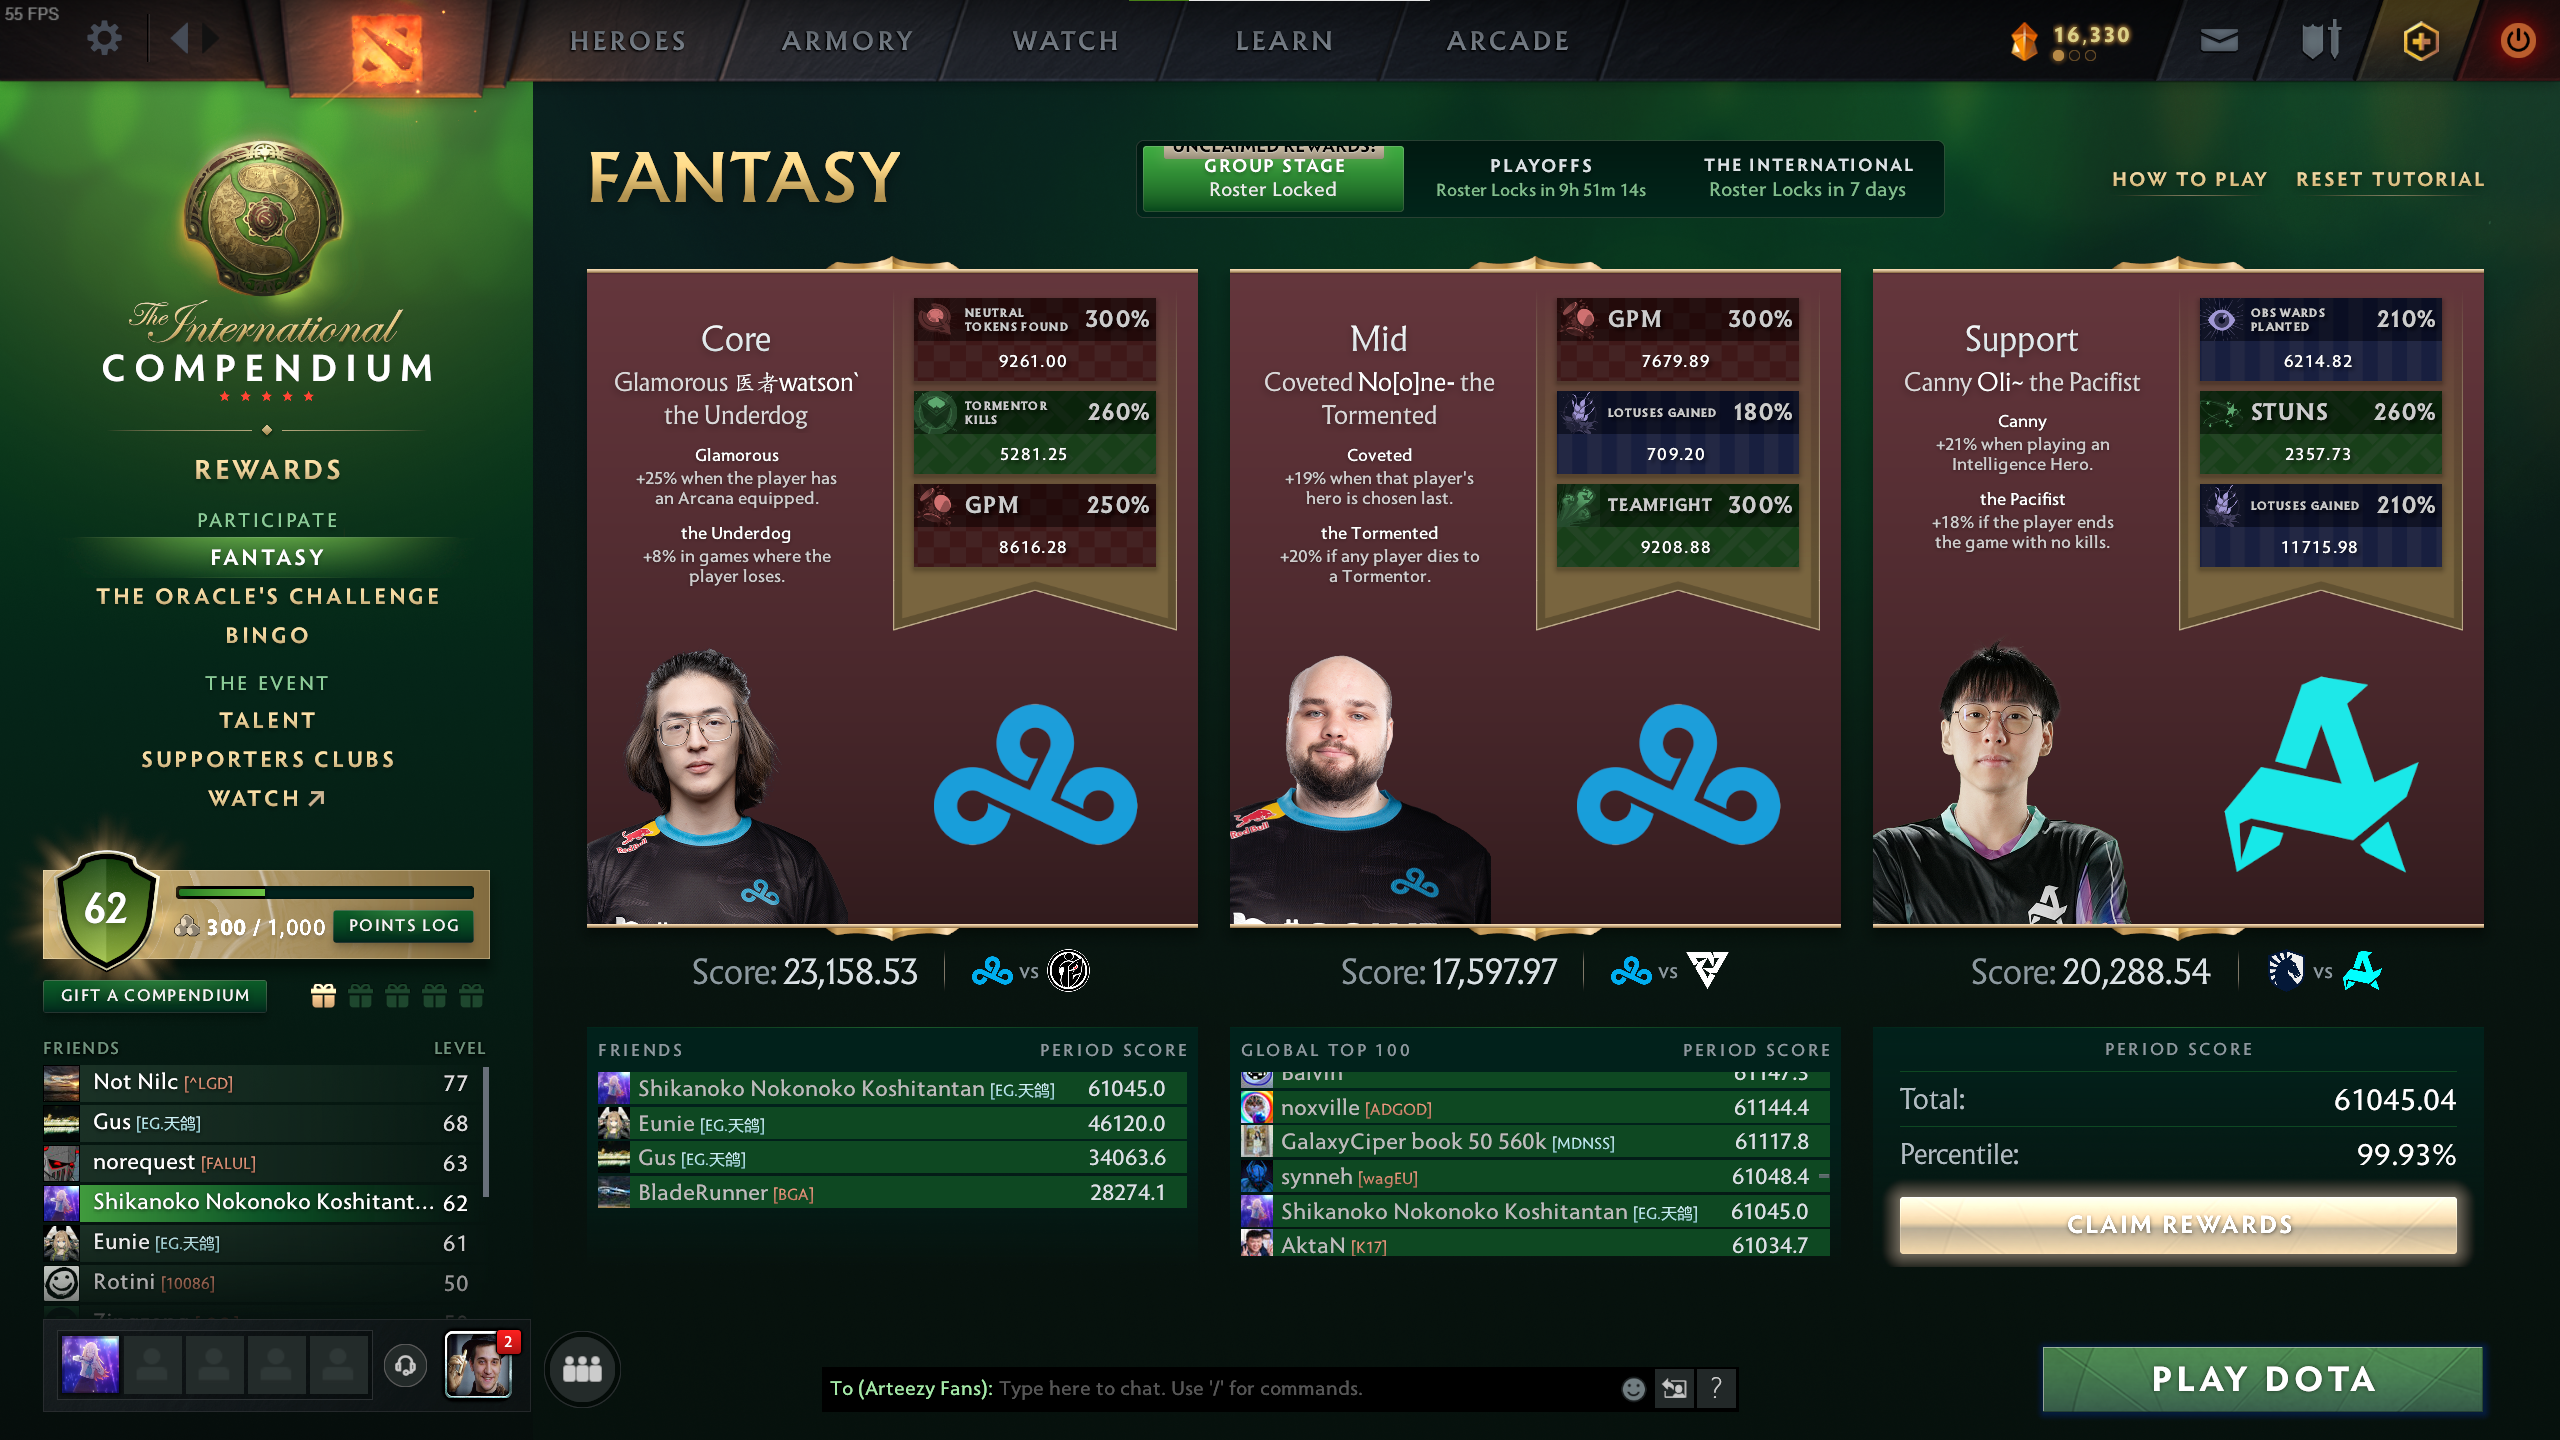 55 FPS
HEROES
ARMORY
WATCH
LEARN
ARCADE
16,330
The International
COMPENDIUM
REWARDS
PARTICIPATE
FANTASY
THE ORACLE'S CHALLENGE
BINGO
THE EVENT
TALENT
SUPPORTERS CLUBS
WATCH
62
300 / 1,000
POINTS LOG
GIFT A COMPENDIUM
FRIENDS LEVEL
Not Nilc [^LGD] 77
Gus [EG.天鸽] 68
norequest [FALUL] 63
Shikanoko Nokonoko Koshitant... 62
Eunie [EG.天鸽] 61
Rotini [10086] 50
2
FANTASY
UNCLAIMED REWARDS!
GROUP STAGE
Roster Locked
PLAYOFFS
Roster Locks in 9h 51m 14s
THE INTERNATIONAL
Roster Locks in 7 days
HOW TO PLAY
RESET TUTORIAL
Core
Glamorous 医者watson`
the Underdog
Glamorous
+25% when the player has
an Arcana equipped.
the Underdog
+8% in games where the
player loses.
NEUTRAL
TOKENS FOUND 300%
9261.00
TORMENTOR
KILLS 260%
5281.25
GPM 250%
8616.28
Red Bull
Score: 23,158.53
VS
Mid
Coveted No[o]ne- the
Tormented
Coveted
+19% when that player's
hero is chosen last.
the Tormented
+20% if any player dies to
a Tormentor.
GPM 300%
7679.89
LOTUSES GAINED 180%
709.20
TEAMFIGHT 300%
9208.88
Red Bull
Score: 17,597.97
VS
Support
Canny Oli~ the Pacifist
Canny
+21% when playing an
Intelligence Hero.
the Pacifist
+18% if the player ends
the game with no kills.
OBS WARDS
PLANTED 210%
6214.82
STUNS 260%
2357.73
LOTUSES GAINED 210%
11715.98
Score: 20,288.54
VS
FRIENDS PERIOD SCORE
Shikanoko Nokonoko Koshitantan [EG.天鸽] 61045.0
Eunie [EG.天鸽] 46120.0
Gus [EG.天鸽] 34063.6
BladeRunner [BGA] 28274.1
GLOBAL TOP 100 PERIOD SCORE
Balvin 61147.3
noxville [ADGOD] 61144.4
GalaxyCiper book 50 560k [MDNSS] 61117.8
synneh [wagEU] 61048.4
Shikanoko Nokonoko Koshitantan [EG.天鸽] 61045.0
AktaN [K17] 61034.7
PERIOD SCORE
Total: 61045.04
Percentile: 99.93%
CLAIM REWARDS
To (Arteezy Fans): Type here to chat. Use '/' for commands.
?
PLAY DOTA